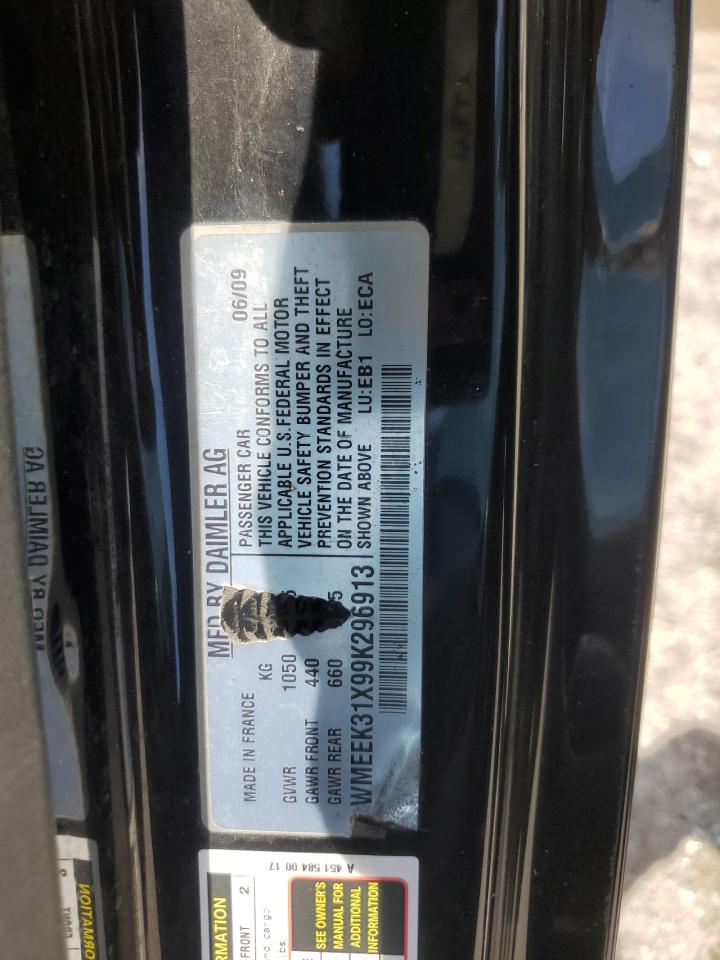 MFD BY DAIMLER AG
MADE IN FRANCE
KG
GVWR 1050
GAWR FRONT 440
GAWR REAR 660
PASSENGER CAR 06/09
THIS VEHICLE CONFORMS TO ALL
APPLICABLE U.S. FEDERAL MOTOR
VEHICLE SAFETY BUMPER AND THEFT
PREVENTION STANDARDS IN EFFECT
ON THE DATE OF MANUFACTURE
SHOWN ABOVE LU:EB1 LO:ECA
WMEEK31X99K296913
A 451 584 00 17
FRONT 2
SEE OWNER'S
MANUAL FOR
ADDITIONAL
INFORMATION
MFD BY DAIMLER AG